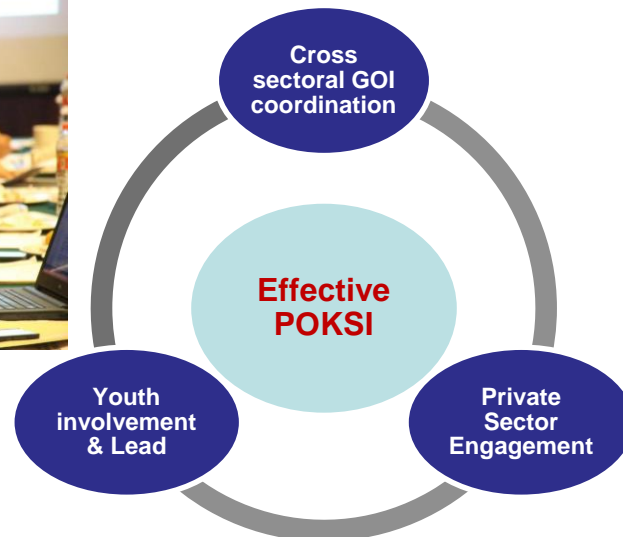 Cross
sectoral GOI
coordination
Effective
POKSI
Youth
involvement
& Lead
Private
Sector
Engagement